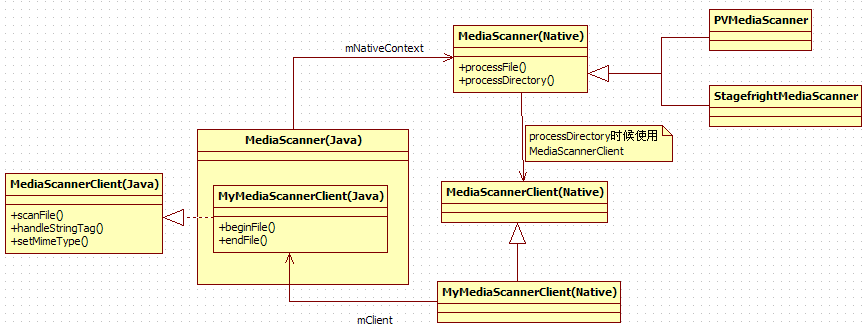 PVMediaScanner
MediaScanner(Native)
mNativeContext
+processFile()
+processDirectory()
StagefrightMediaScanner
processDirectory时候使用
MediaScannerClient
MediaScanner(Java)
MediaScannerClient(Java)
+scanFile()
+handleStringTag()
+setMimeType()
MyMediaScannerClient(Java)
+beginFile()
+endFile()
MediaScannerClient(Native)
MyMediaScannerClient(Native)
mClient